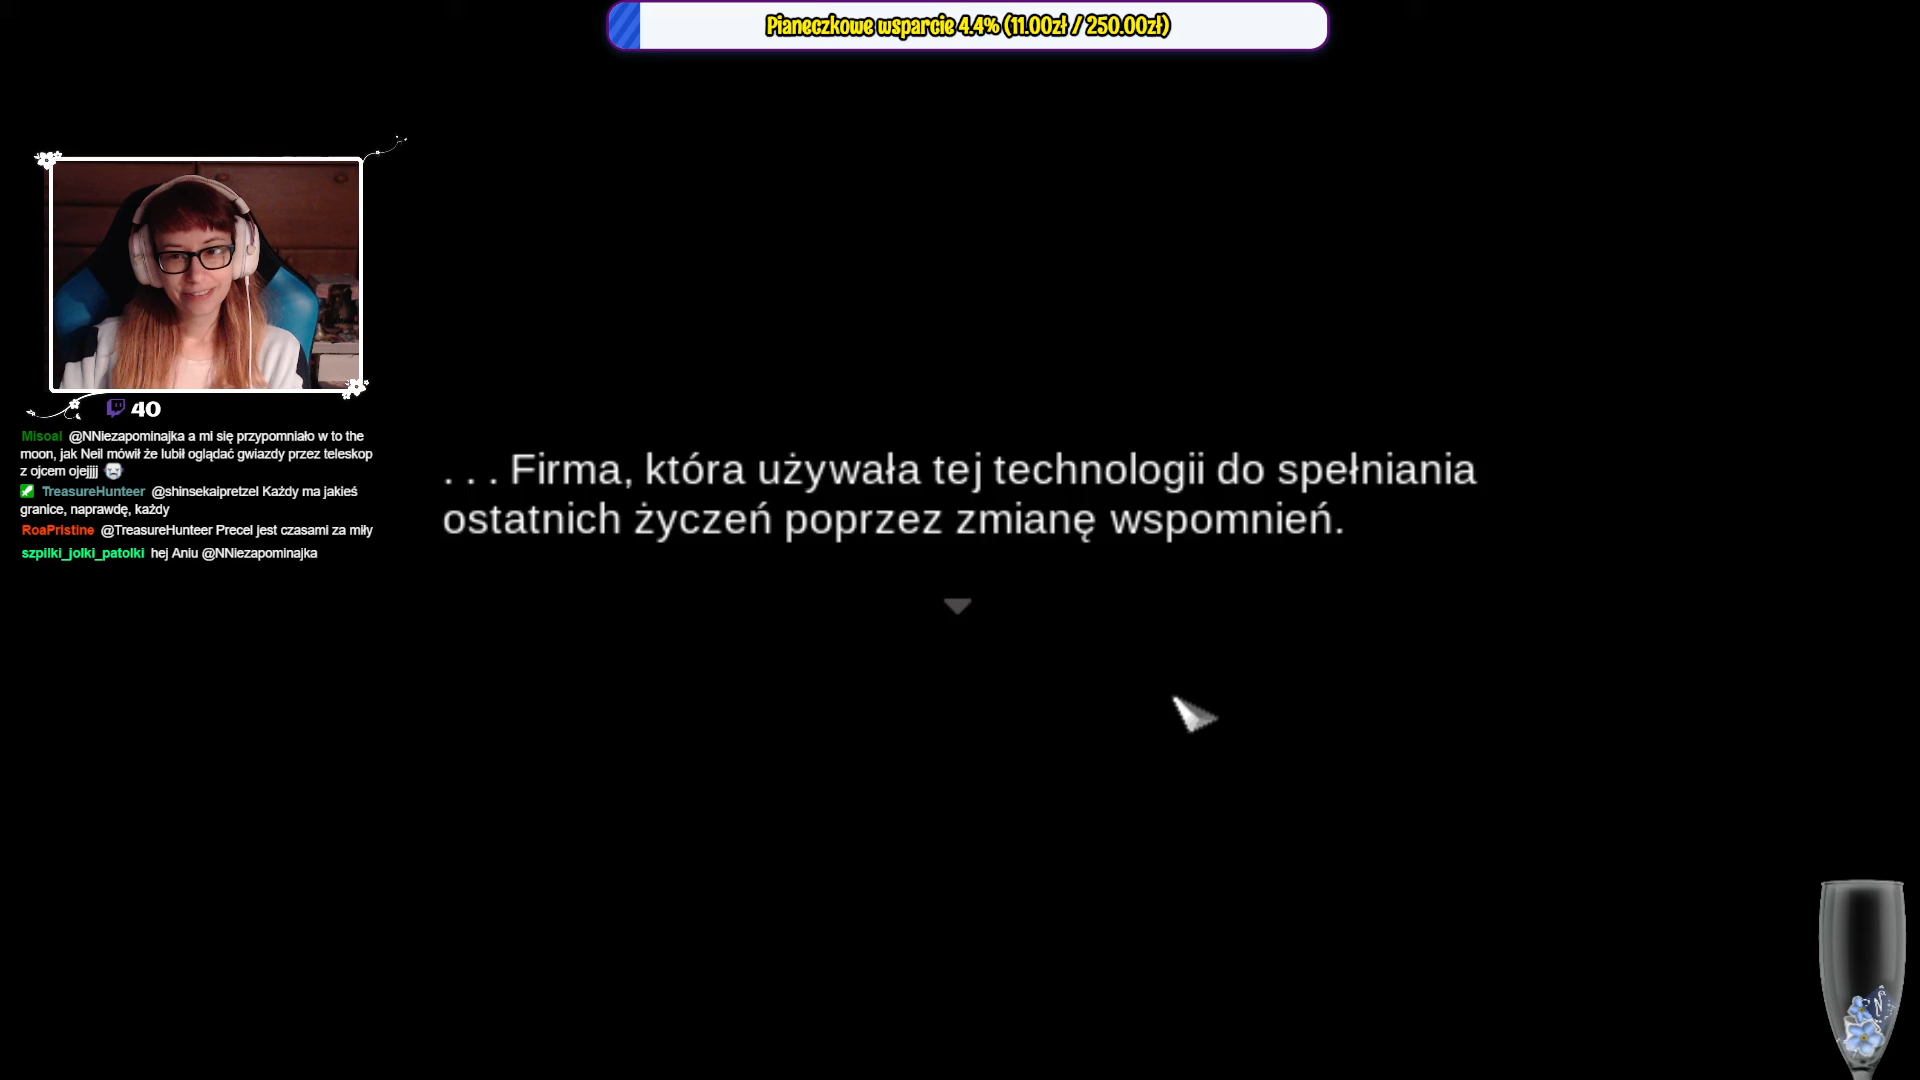 Pianeczkowe wsparcie 4.4% (11.00zł / 250.00zł)
40
Misoal @NNiezapominajka a mi się przypomniało w to the
moon, jak Neil mówił że lubił oglądać gwiazdy przez teleskop
z ojcem ojejjjj
TreasureHunteer @shinsekaipretzel Każdy ma jakieś
granice, naprawdę, każdy
RoaPristine @TreasureHunteer Precel jest czasami za miły
szpilki_jolki_patolki hej Aniu @NNiezapominajka
. . . Firma, która używała tej technologii do spełniania
ostatnich życzeń poprzez zmianę wspomnień.